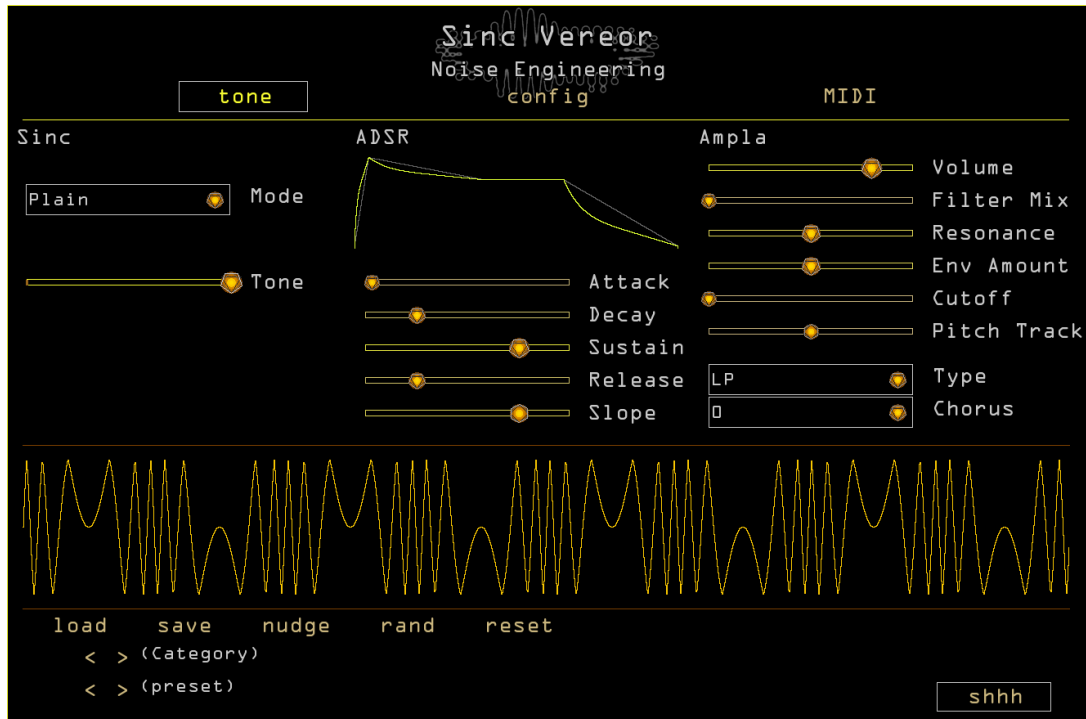 Sinc Vereor
Noise Engineering
tone config MIDI
Sinc ADSR Ampla
Volume
Plain Mode
Filter Mix
Resonance
Env Amount
Tone Attack Cutoff
Decay Pitch Track
Sustain
Release LP Type
Slope 0 Chorus
load save nudge rand reset
< > (Category)
< > (preset)
shhh